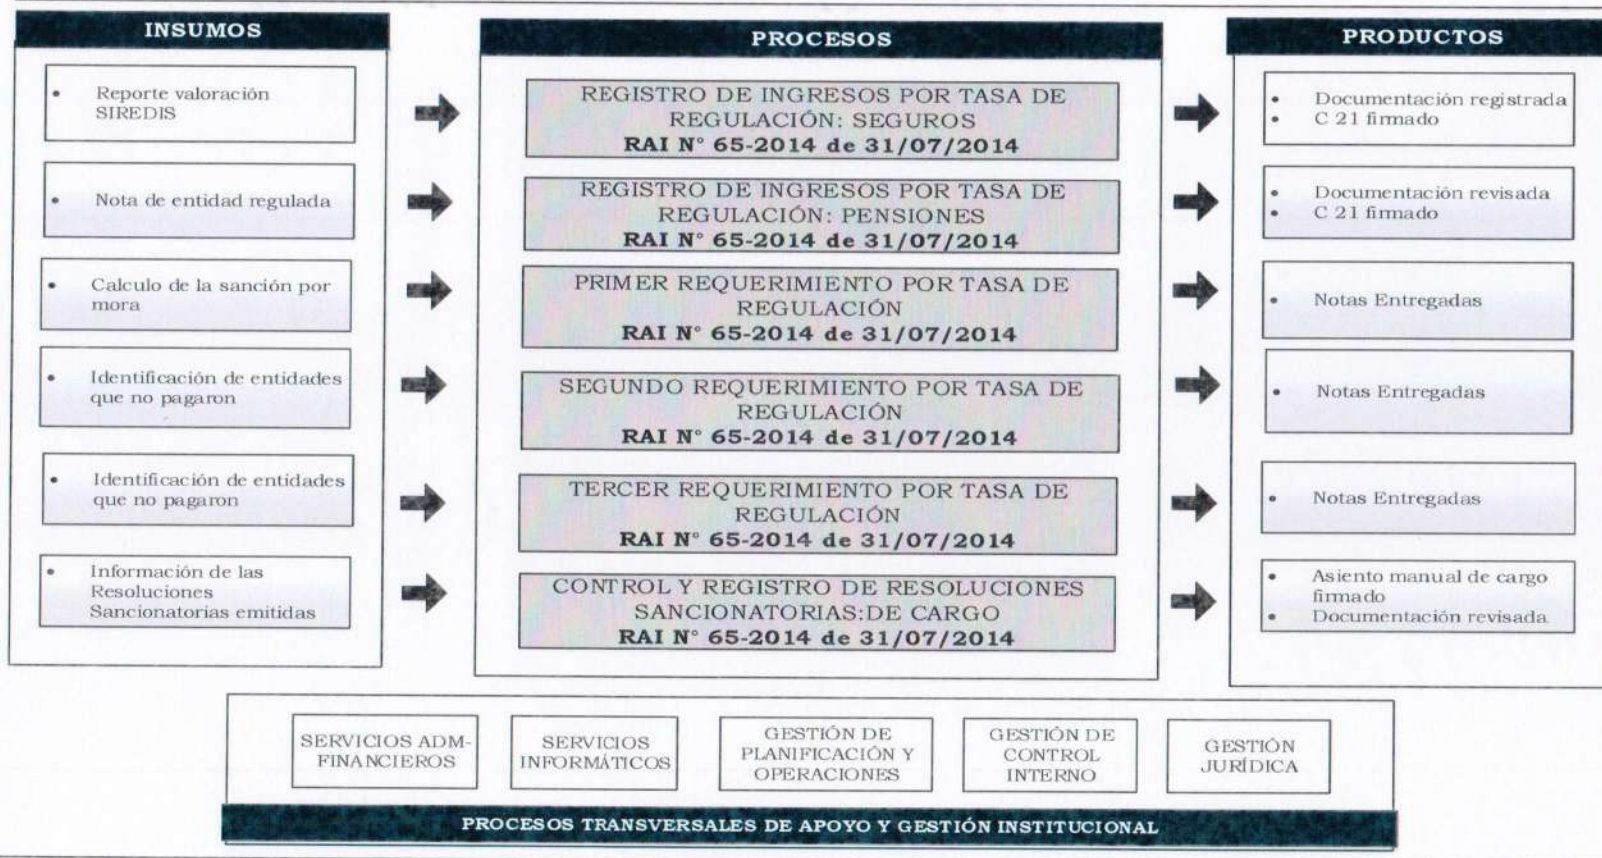 INSUMOS
• Reporte valoración
SIREDIS
• Nota de entidad regulada
• Calculo de la sanción por
mora
• Identificación de entidades
que no pagaron
• Identificación de entidades
que no pagaron
• Información de las
Resoluciones
Sancionatorias emitidas
PROCESOS
REGISTRO DE INGRESOS POR TASA DE
REGULACIÓN: SEGUROS
RAI N° 65-2014 de 31/07/2014
REGISTRO DE INGRESOS POR TASA DE
REGULACIÓN: PENSIONES
RAI N° 65-2014 de 31/07/2014
PRIMER REQUERIMIENTO POR TASA DE
REGULACIÓN
RAI N° 65-2014 de 31/07/2014
SEGUNDO REQUERIMIENTO POR TASA DE
REGULACIÓN
RAI N° 65-2014 de 31/07/2014
TERCER REQUERIMIENTO POR TASA DE
REGULACIÓN
RAI N° 65-2014 de 31/07/2014
CONTROL Y REGISTRO DE RESOLUCIONES
SANCIONATORIAS:DE CARGO
RAI N° 65-2014 de 31/07/2014
PRODUCTOS
• Documentación registrada
• C 21 firmado
• Documentación revisada
• C 21 firmado
• Notas Entregadas
• Notas Entregadas
• Notas Entregadas
• Asiento manual de cargo
firmado
• Documentación revisada
SERVICIOS ADM-
FINANCIEROS
SERVICIOS
INFORMÁTICOS
GESTIÓN DE
PLANIFICACIÓN Y
OPERACIONES
GESTIÓN DE
CONTROL
INTERNO
GESTIÓN
JURÍDICA
PROCESOS TRANSVERSALES DE APOYO Y GESTIÓN INSTITUCIONAL